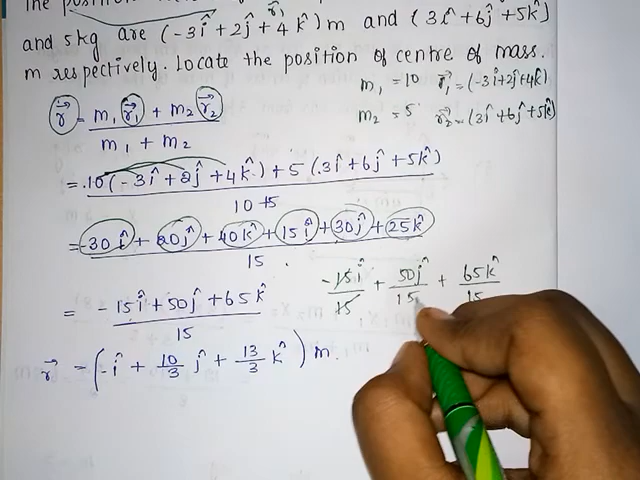 The position
and 5kg are (-3î + 2ĵ + 4k̂) m and (3î + 6ĵ + 5k̂)
m respectively. Locate the position of centre of mass.
m₁ = 10 r⃗₁ = (-3î + 2ĵ + 4k̂)
m₂ = 5 r⃗₂ = (3î + 6ĵ + 5k̂)
r⃗ = m₁ r⃗₁ + m₂ r⃗₂
m₁ + m₂
= 10 (-3î + 2ĵ + 4k̂) + 5 (3î + 6ĵ + 5k̂)
10 + 5
= -30î + 20ĵ + 40k̂ + 15î + 30ĵ + 25k̂
15
= -15î + 50ĵ + 65k̂
15
-15î + 50ĵ + 65k̂
15 15 15
r⃗ = (-î + 10/3 ĵ + 13/3 k̂) m